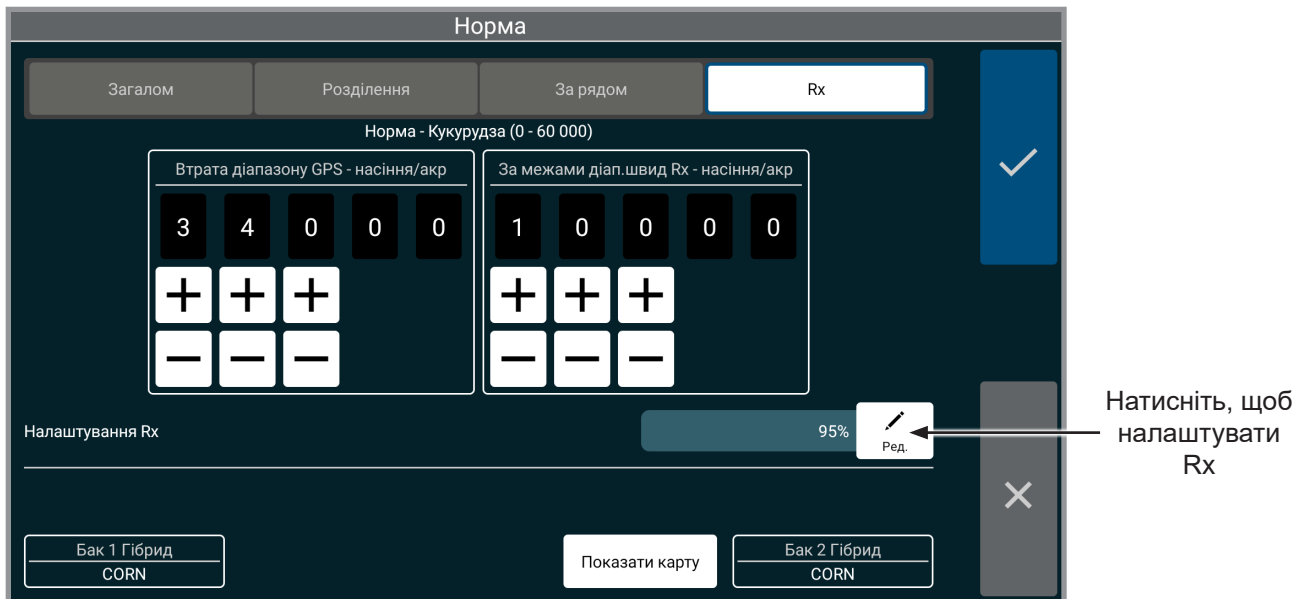 Норма
Загалом
Розділення
За рядом
Rx
Норма - Кукурудза (0 - 60 000)
Втрата діапазону GPS - насіння/акр
За межами діап.швид Rx - насіння/акр
3 4 0 0 0
1 0 0 0 0
Налаштування Rx
95%
Ред.
Натисніть, щоб
налаштувати
Rx
Бак 1 Гібрид
CORN
Показати карту
Бак 2 Гібрид
CORN